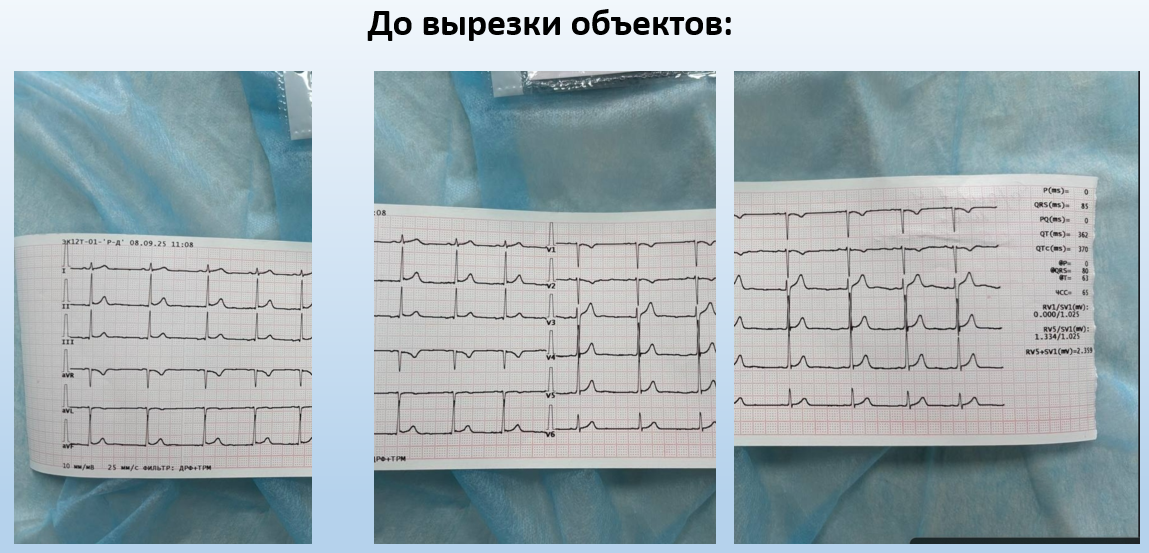 До вырезки объектов:
ЭК12Т-01-'Р-Д' 08.09.25 11:08
I
II
III
aVR
aVL
aVF
10 мм/мВ 25 мм/с ФИЛЬТР: ДРФ+ТРМ
:08
V1
V2
V3
V4
V5
V6
ДРФ+ТРМ
P(ms)= 0
QRS(ms)= 85
PQ(ms)= 0
QT(ms)= 362
QTc(ms)= 370
@P= 0
@QRS= 80
@T= 63
ЧСС= 65
RV1/SV1(mV):
0.000/1.025
RV5/SV1(mV):
1.334/1.025
RV5+SV1(mV)=2.359